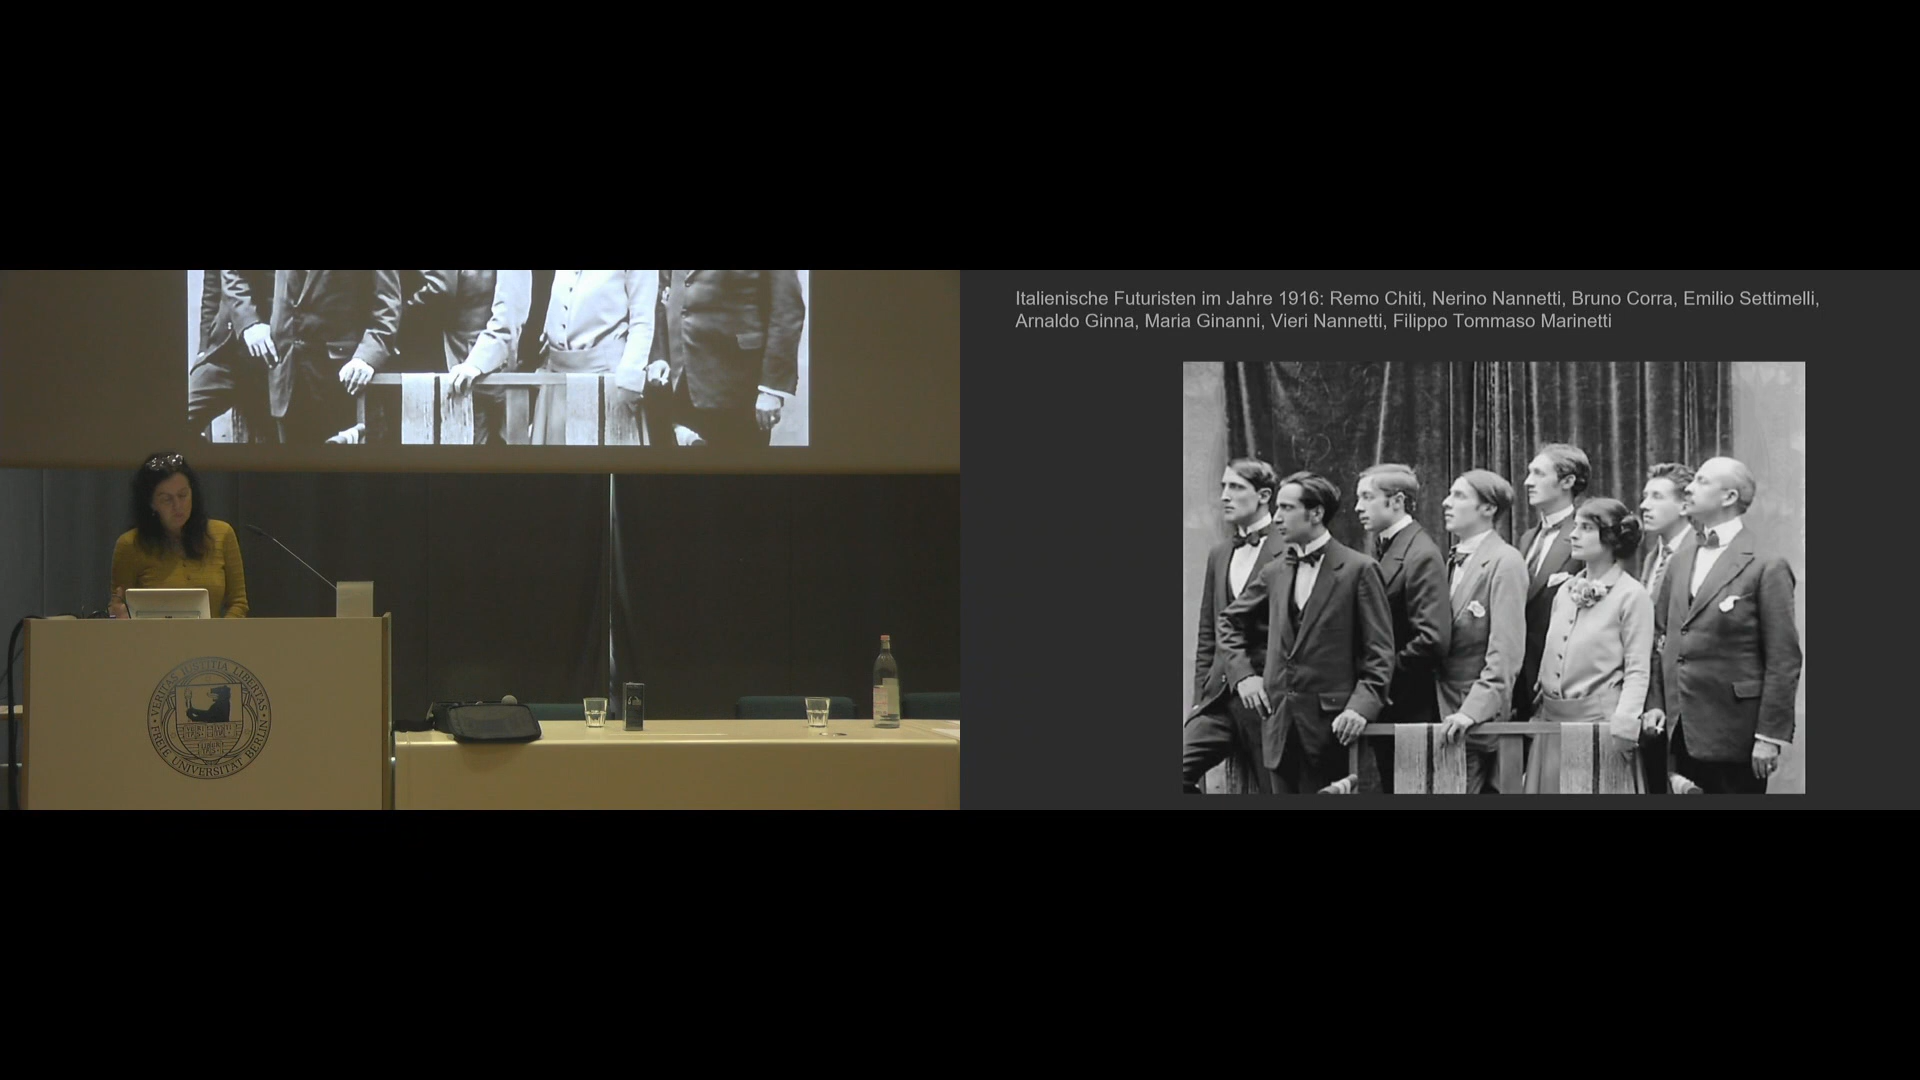 Italienische Futuristen im Jahre 1916: Remo Chiti, Nerino Nannetti, Bruno Corra, Emilio Settimelli,
Arnaldo Ginna, Maria Ginanni, Vieri Nannetti, Filippo Tommaso Marinetti
VERITAS JUSTITIA LIBERTAS
FREIE UNIVERSITÄT BERLIN